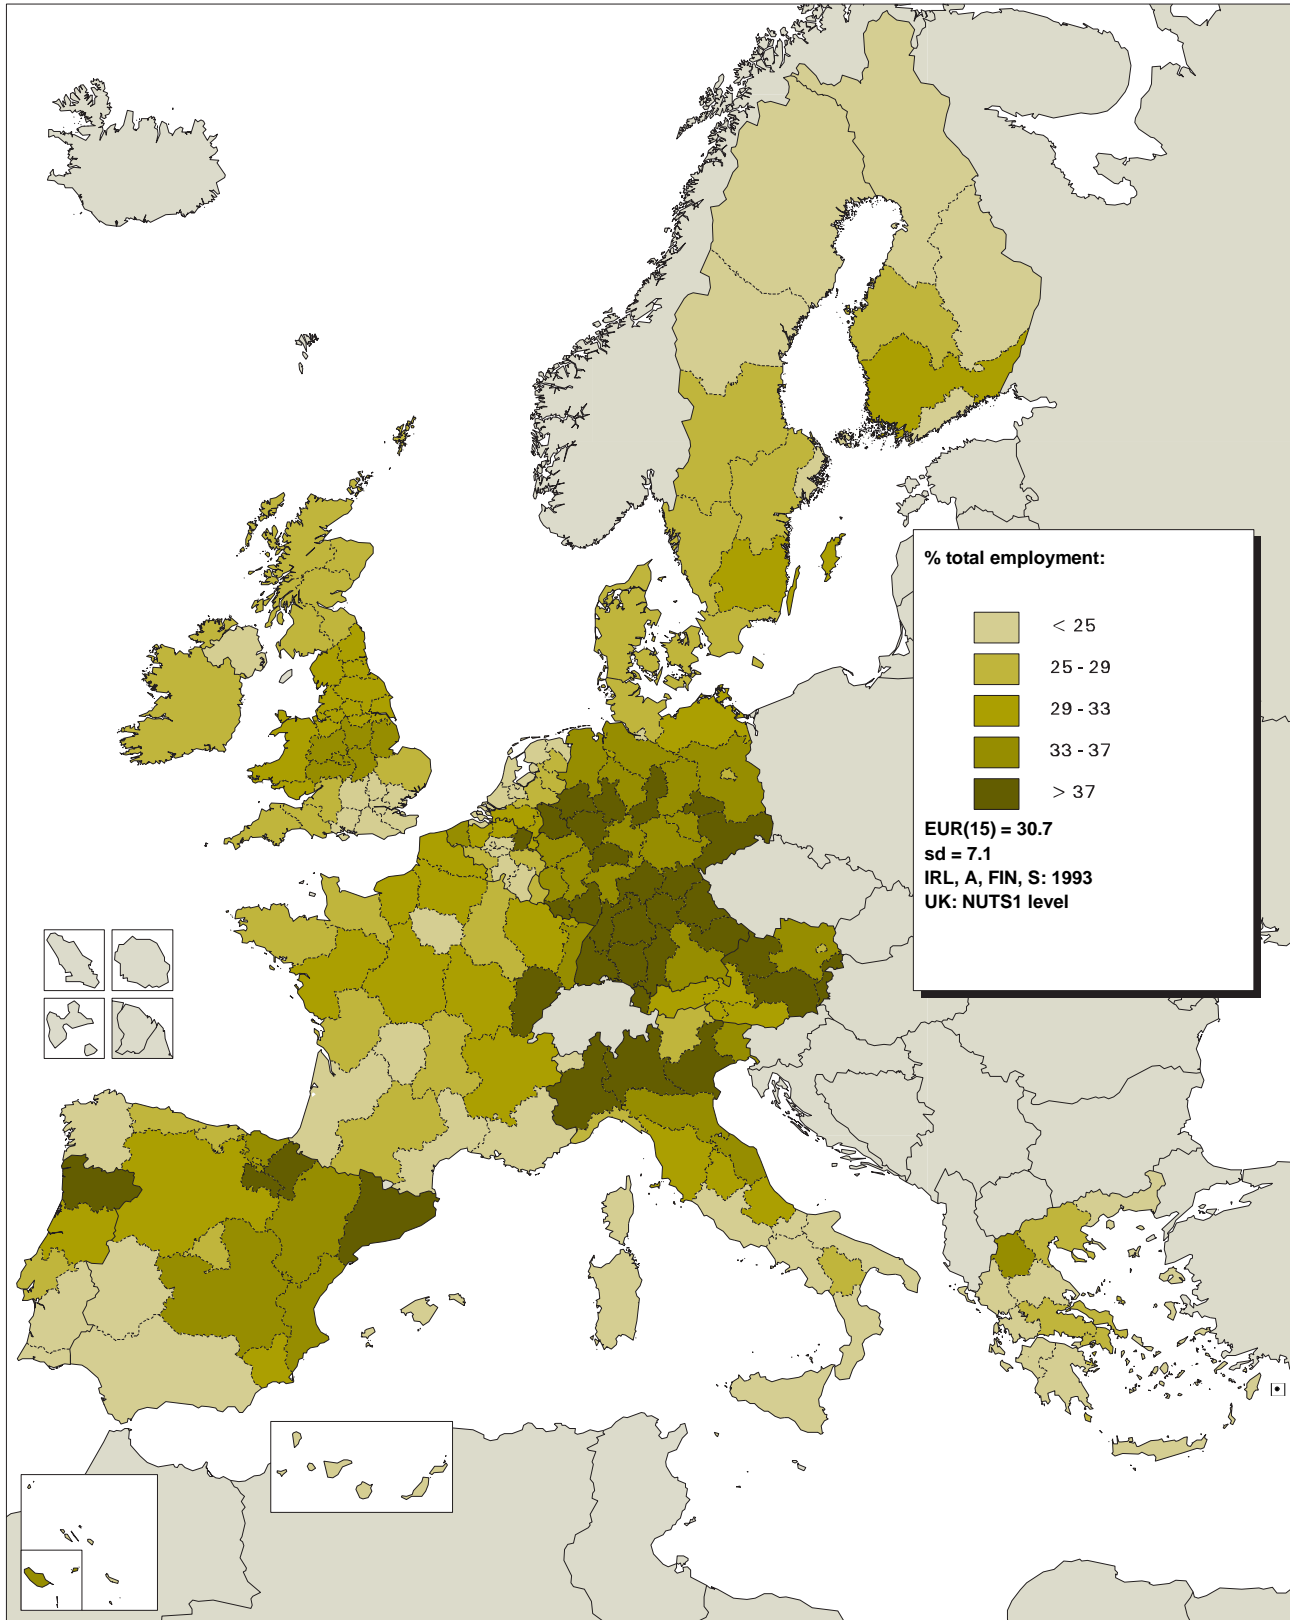 % total employment:
< 25
25 - 29
29 - 33
33 - 37
> 37
EUR(15) = 30.7
sd = 7.1
IRL, A, FIN, S: 1993
UK: NUTS1 level